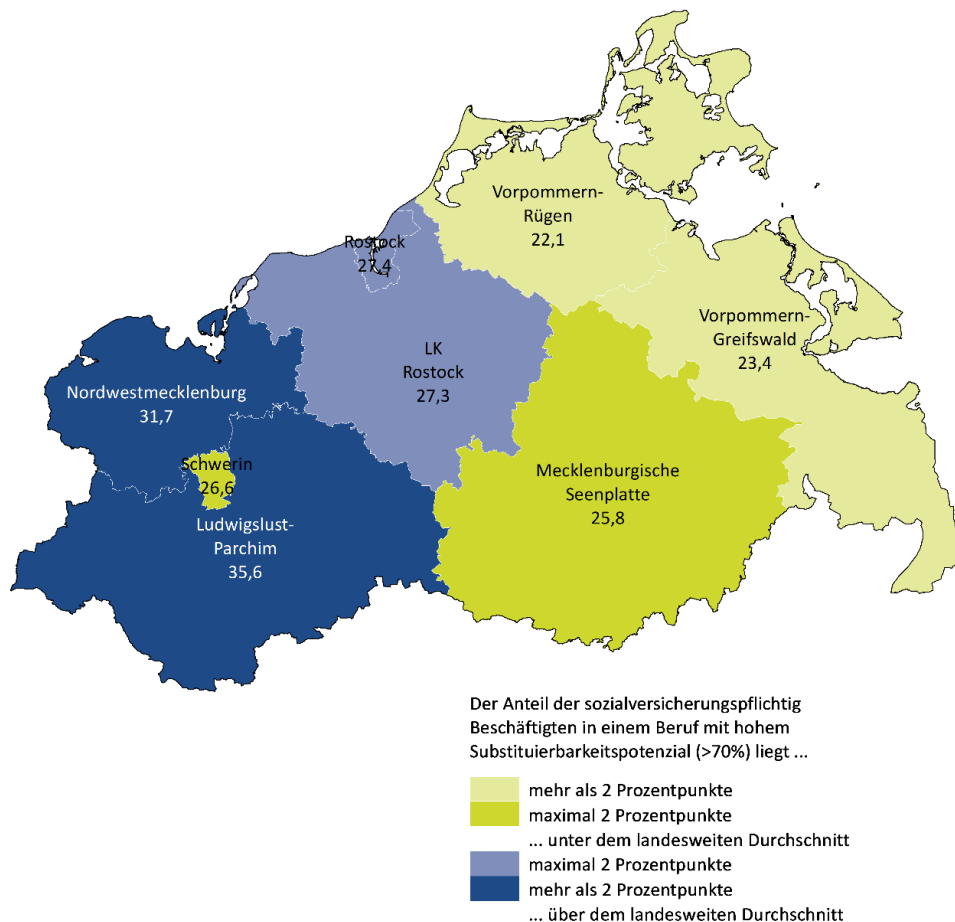 Vorpommern-
Rügen
22,1
Rostock
27,4
Vorpommern-
Greifswald
23,4
LK
Rostock
27,3
Nordwestmecklenburg
31,7
Schwerin
26,6
Mecklenburgische
Seenplatte
25,8
Ludwigslust-
Parchim
35,6
Der Anteil der sozialversicherungspflichtig
Beschäftigten in einem Beruf mit hohem
Substituierbarkeitspotenzial (>70%) liegt ...
mehr als 2 Prozentpunkte
maximal 2 Prozentpunkte
... unter dem landesweiten Durchschnitt
maximal 2 Prozentpunkte
mehr als 2 Prozentpunkte
... über dem landesweiten Durchschnitt